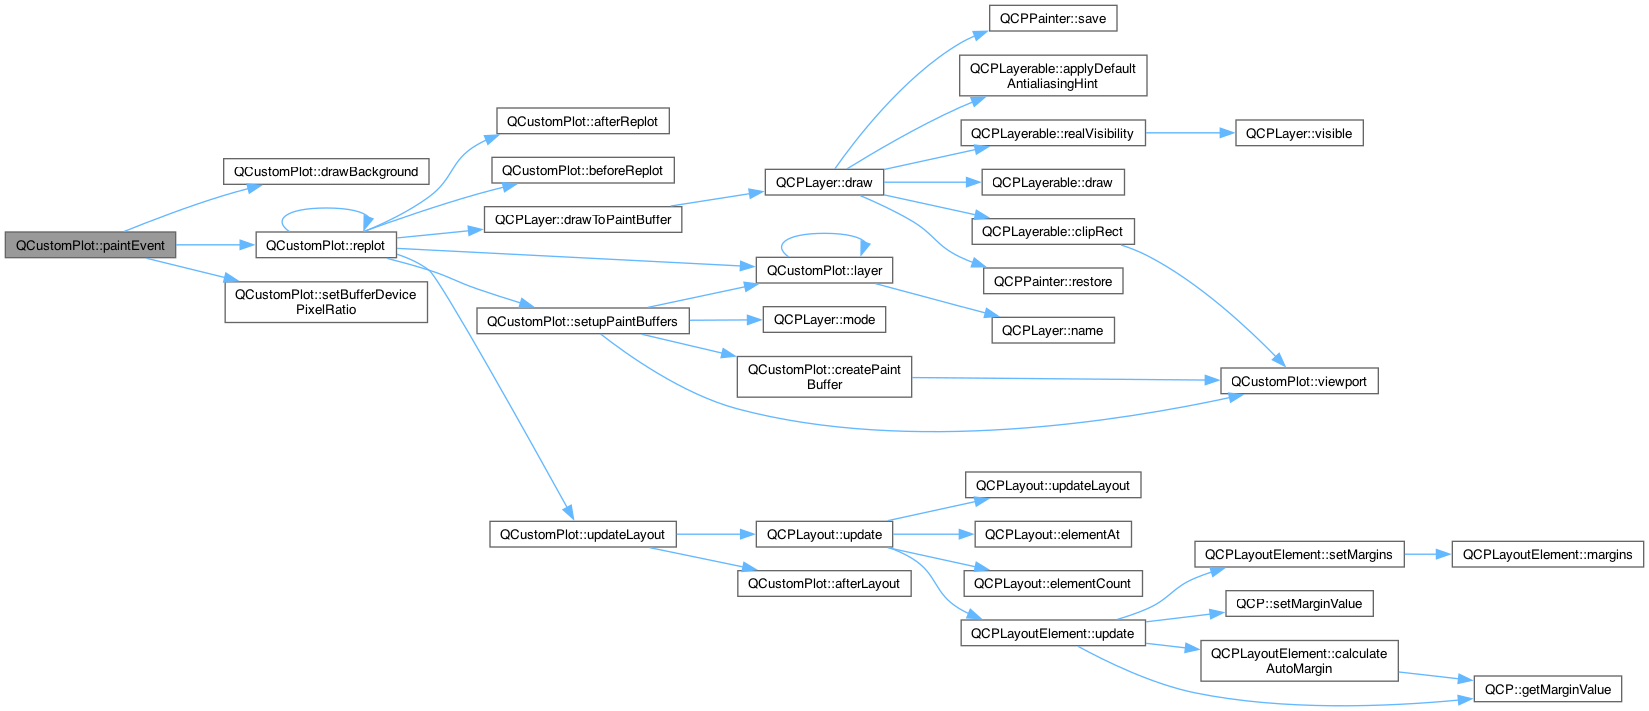 QCustomPlot::paintEvent
QCustomPlot::drawBackground
QCustomPlot::replot
QCustomPlot::setBufferDevice
PixelRatio
QCustomPlot::afterReplot
QCustomPlot::beforeReplot
QCPLayer::drawToPaintBuffer
QCustomPlot::setupPaintBuffers
QCustomPlot::updateLayout
QCPLayer::draw
QCustomPlot::layer
QCPLayer::mode
QCustomPlot::createPaint
Buffer
QCPLayout::update
QCustomPlot::afterLayout
QCPPainter::save
QCPLayerable::applyDefault
AntialiasingHint
QCPLayerable::realVisibility
QCPLayerable::draw
QCPLayerable::clipRect
QCPPainter::restore
QCPLayer::name
QCPLayout::updateLayout
QCPLayout::elementAt
QCPLayout::elementCount
QCPLayoutElement::update
QCPLayer::visible
QCustomPlot::viewport
QCPLayoutElement::setMargins
QCP::setMarginValue
QCPLayoutElement::calculate
AutoMargin
QCPLayoutElement::margins
QCP::getMarginValue